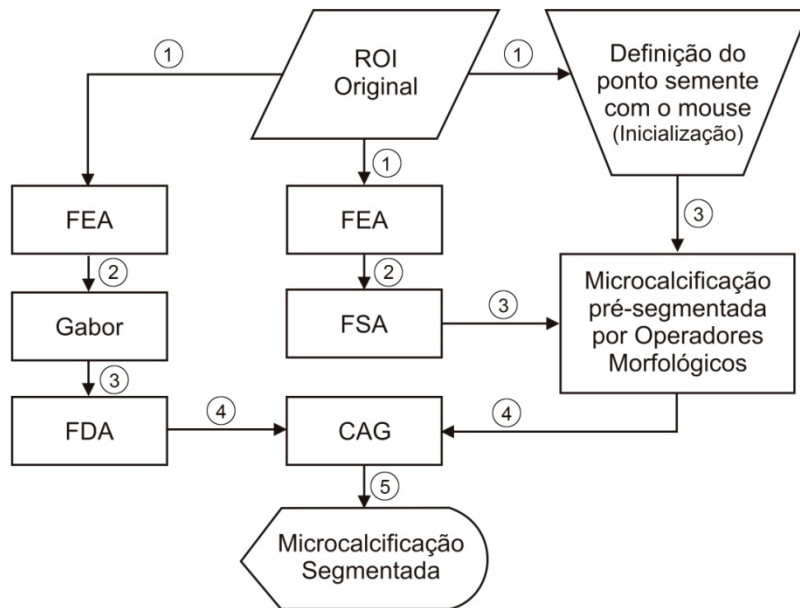 1
ROI
Original
1
Definição do
ponto semente
com o mouse
(Inicialização)
1
FEA
FEA
3
2
2
Gabor
FSA
3
Microcalcificação
pré-segmentada
por Operadores
Morfológicos
3
FDA
4
CAG
4
5
Microcalcificação
Segmentada